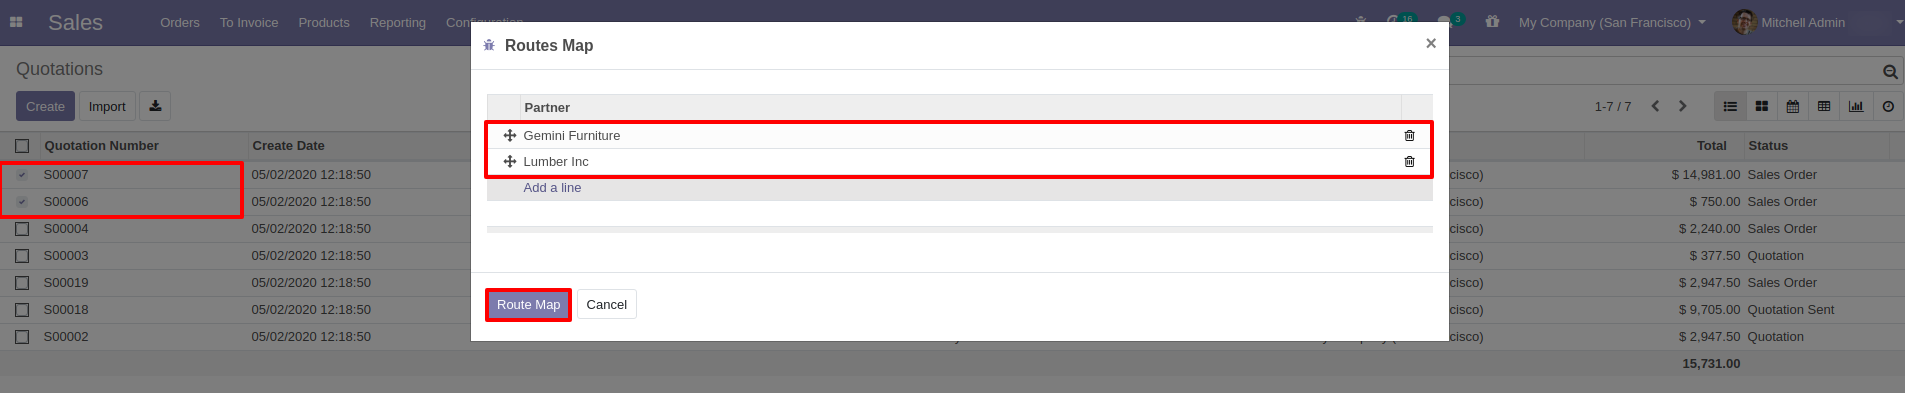 Sales Orders To Invoice Products Reporting 16 3 My Company (San Francisco) Mitchell Admin
Routes Map ×
Quotations
Create Import 1-7 / 7
Partner
Gemini Furniture
Lumber Inc
Add a line
Route Map Cancel
Quotation Number Create Date Total Status
S00007 05/02/2020 12:18:50 cisco) $ 14,981.00 Sales Order
S00006 05/02/2020 12:18:50 cisco) $ 750.00 Sales Order
S00004 05/02/2020 12:18:50 cisco) $ 2,240.00 Sales Order
S00003 05/02/2020 12:18:50 cisco) $ 377.50 Quotation
S00019 05/02/2020 12:18:50 cisco) $ 2,947.50 Sales Order
S00018 05/02/2020 12:18:50 cisco) $ 9,705.00 Quotation Sent
S00002 05/02/2020 12:18:50 cisco) $ 2,947.50 Quotation
15,731.00